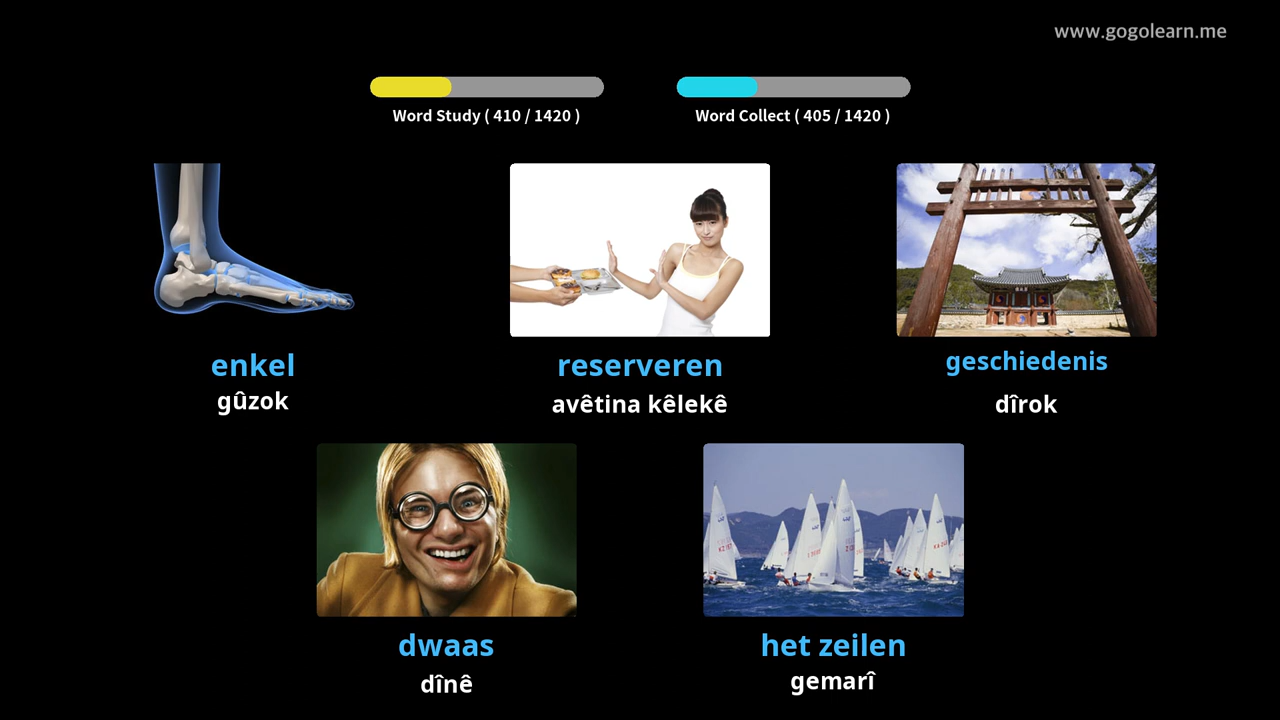 www.gogolearn.me
Word Study ( 410 / 1420 )
Word Collect ( 405 / 1420 )
enkel
gûzok
reserveren
avêtina kêlekê
geschiedenis
dîrok
dwaas
dînê
het zeilen
gemarî